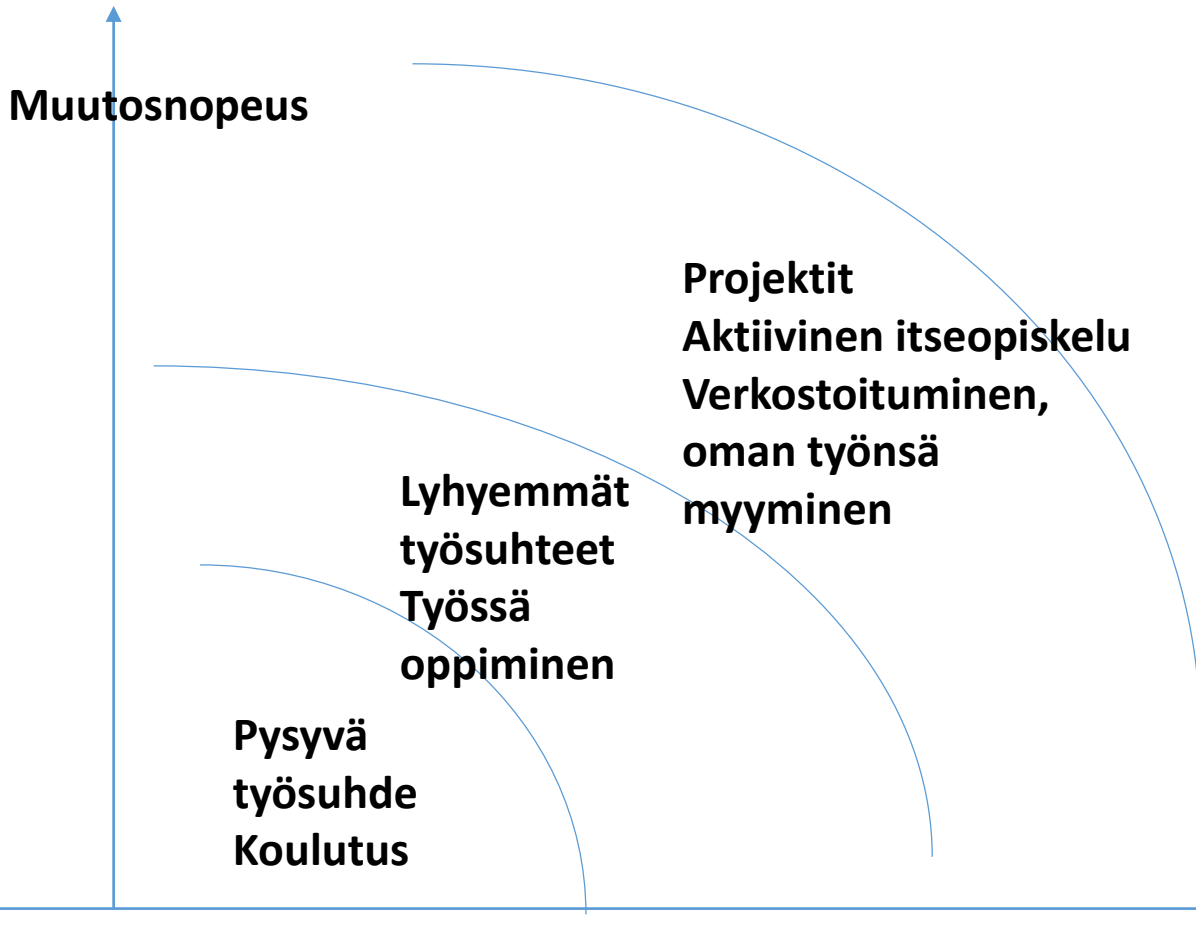 Muutosnopeus
Projektit
Aktiivinen itseopiskelu
Verkostoituminen,
oman työnsä
myyminen
Lyhyemmät
työsuhteet
Työssä
oppiminen
Pysyvä
työsuhde
Koulutus